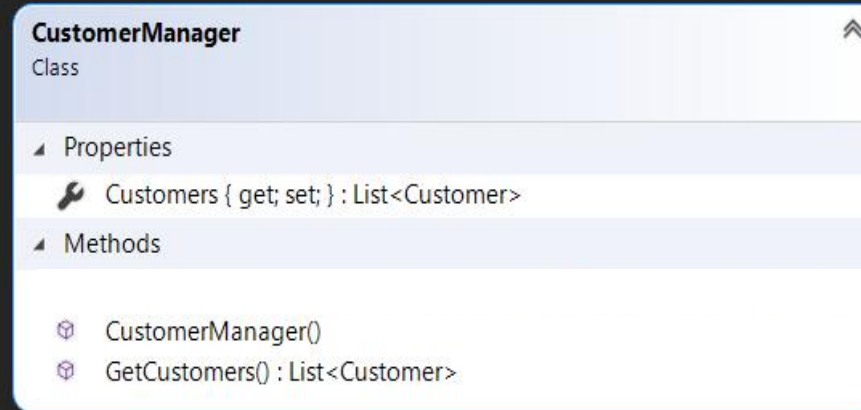 CustomerManager
Class
Properties
Customers { get; set; } : List<Customer>
Methods
CustomerManager()
GetCustomers() : List<Customer>